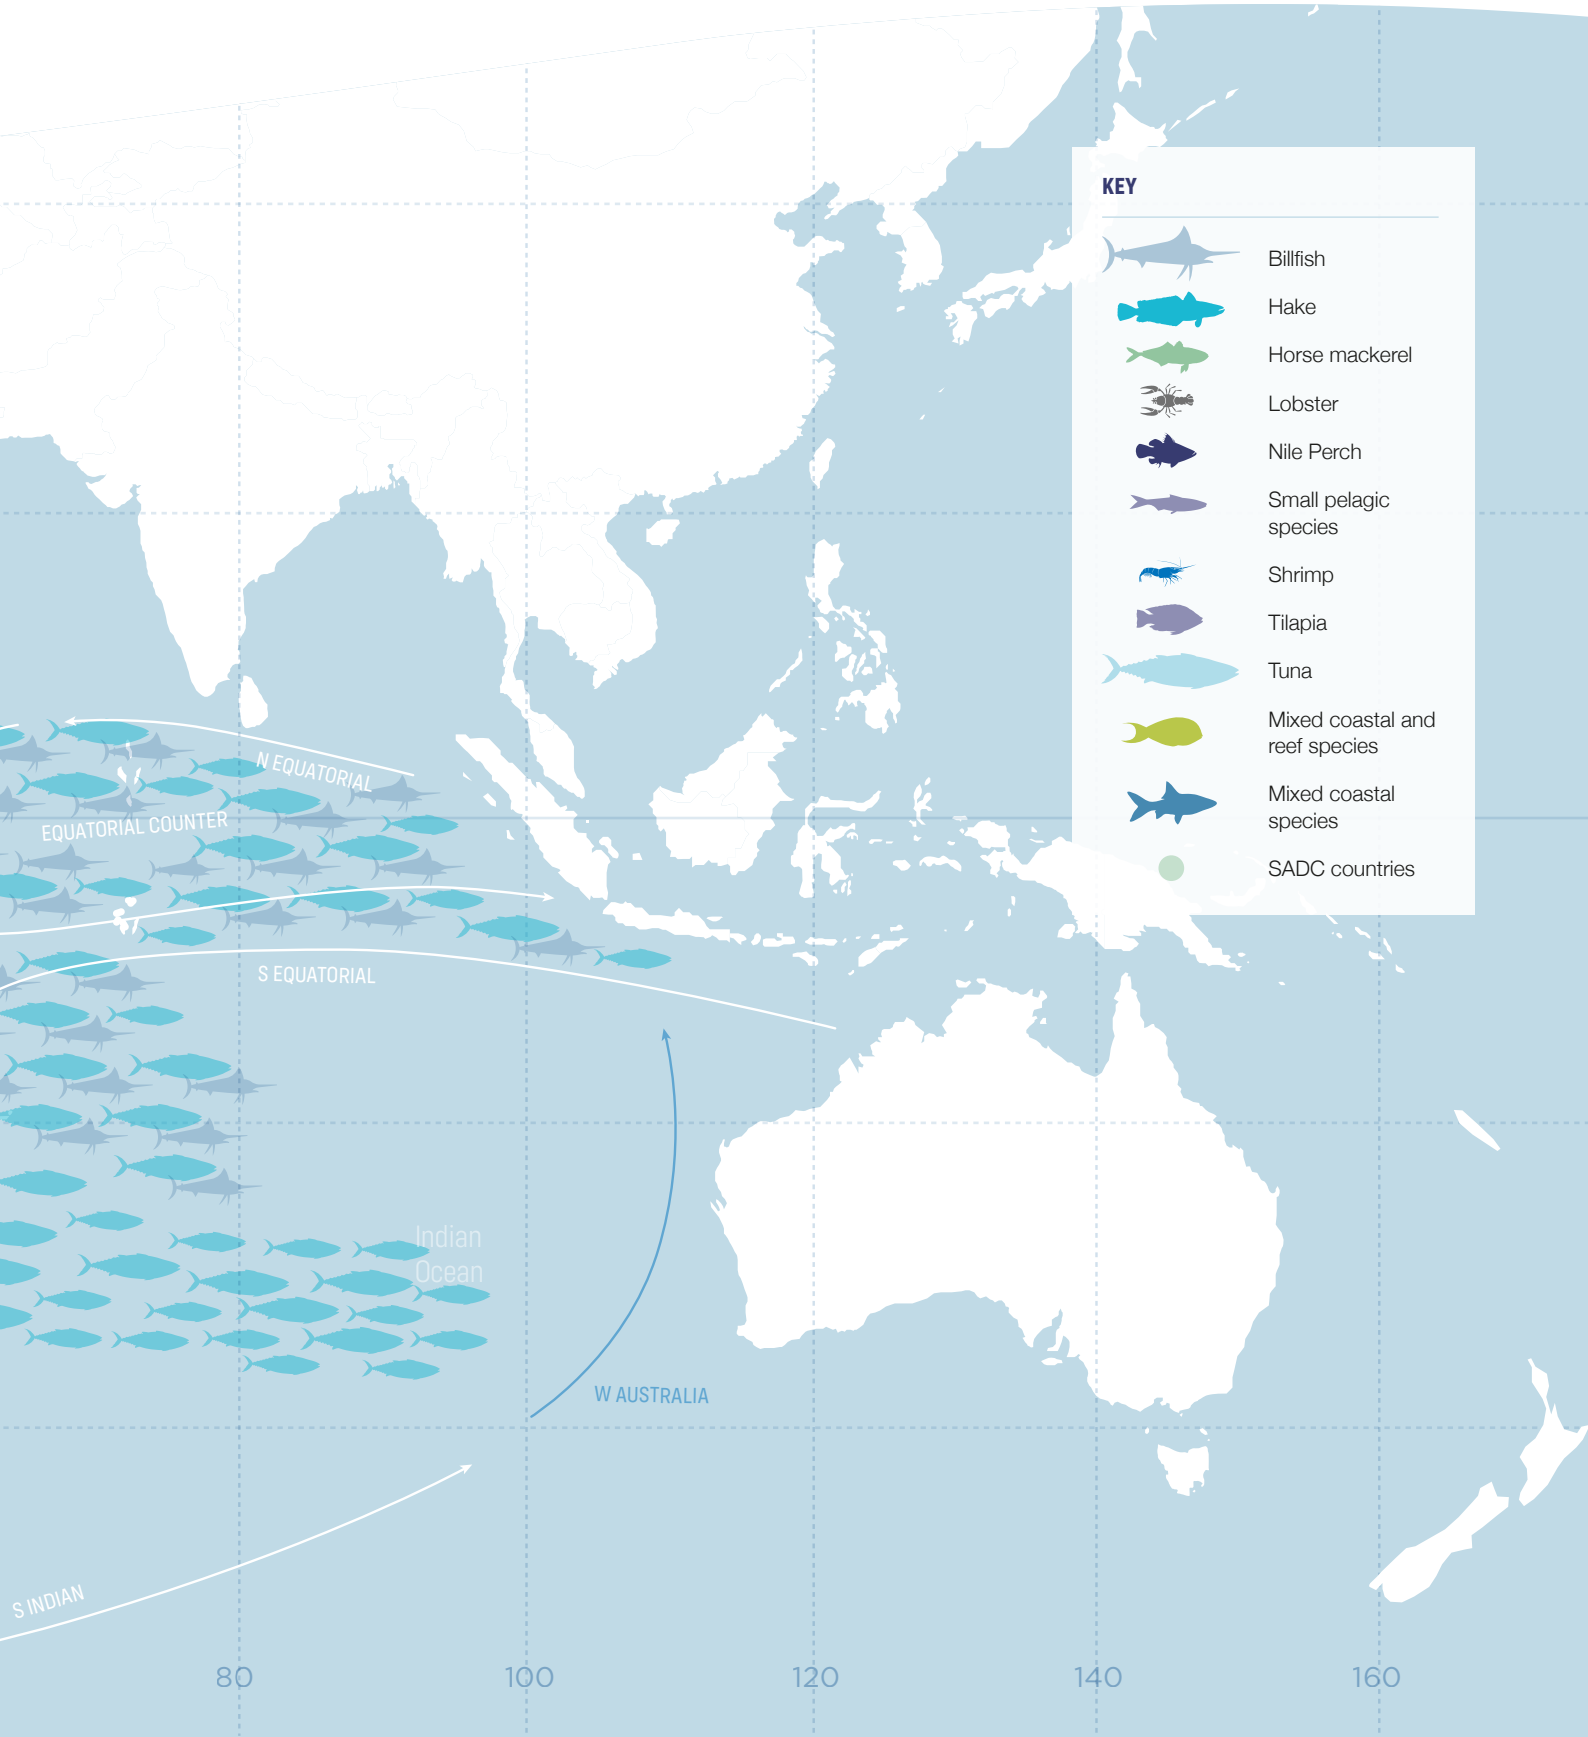 KEY
Billfish
Hake
Horse mackerel
Lobster
Nile Perch
Small pelagic
species
Shrimp
Tilapia
Tuna
Mixed coastal and
reef species
Mixed coastal
species
SADC countries
N EQUATORIAL
EQUATORIAL COUNTER
S EQUATORIAL
Indian
Ocean
W AUSTRALIA
S INDIAN
80
100
120
140
160